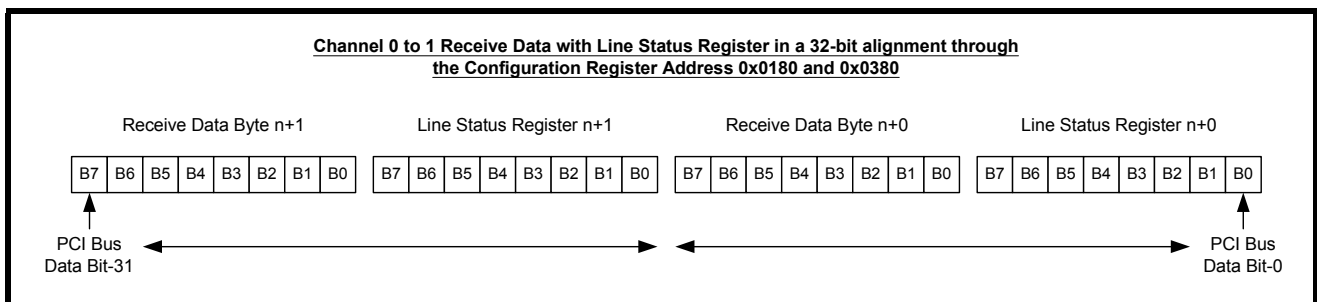 Channel 0 to 1 Receive Data with Line Status Register in a 32-bit alignment through
the Configuration Register Address 0x0180 and 0x0380
Receive Data Byte n+1 Line Status Register n+1 Receive Data Byte n+0 Line Status Register n+0
B7 B6 B5 B4 B3 B2 B1 B0 B7 B6 B5 B4 B3 B2 B1 B0 B7 B6 B5 B4 B3 B2 B1 B0 B7 B6 B5 B4 B3 B2 B1 B0
PCI Bus
Data Bit-31
PCI Bus
Data Bit-0